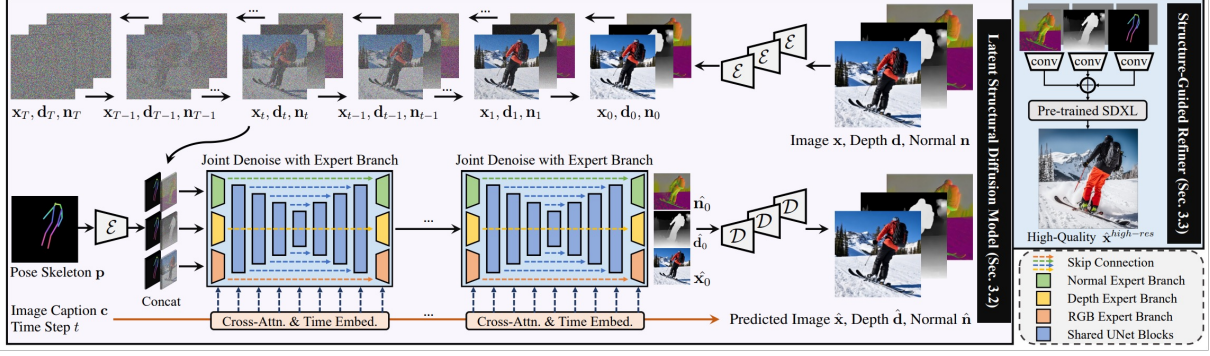 ...
...
x_T, d_T, n_T
x_{T−1}, d_{T−1}, n_{T−1}
...
x_t, d_t, n_t
x_{t−1}, d_{t−1}, n_{t−1}
...
x_1, d_1, n_1
x_0, d_0, n_0
ℰ
ℰ
ℰ
Image x, Depth d, Normal n
Joint Denoise with Expert Branch
Joint Denoise with Expert Branch
ℰ
Pose Skeleton p
Concat
...
n̂_0
d̂_0
x̂_0
𝒟
𝒟
𝒟
Image Caption c
Time Step t
Cross-Attn. & Time Embed.
...
Cross-Attn. & Time Embed.
Predicted Image x̂, Depth d̂, Normal n̂
Latent Structural Diffusion Model (Sec. 3.2)
conv
conv
conv
Pre-trained SDXL
High-Quality x̂^{high−res}
Structure-Guided Refiner (Sec. 3.3)
Skip Connection
Normal Expert Branch
Depth Expert Branch
RGB Expert Branch
Shared UNet Blocks